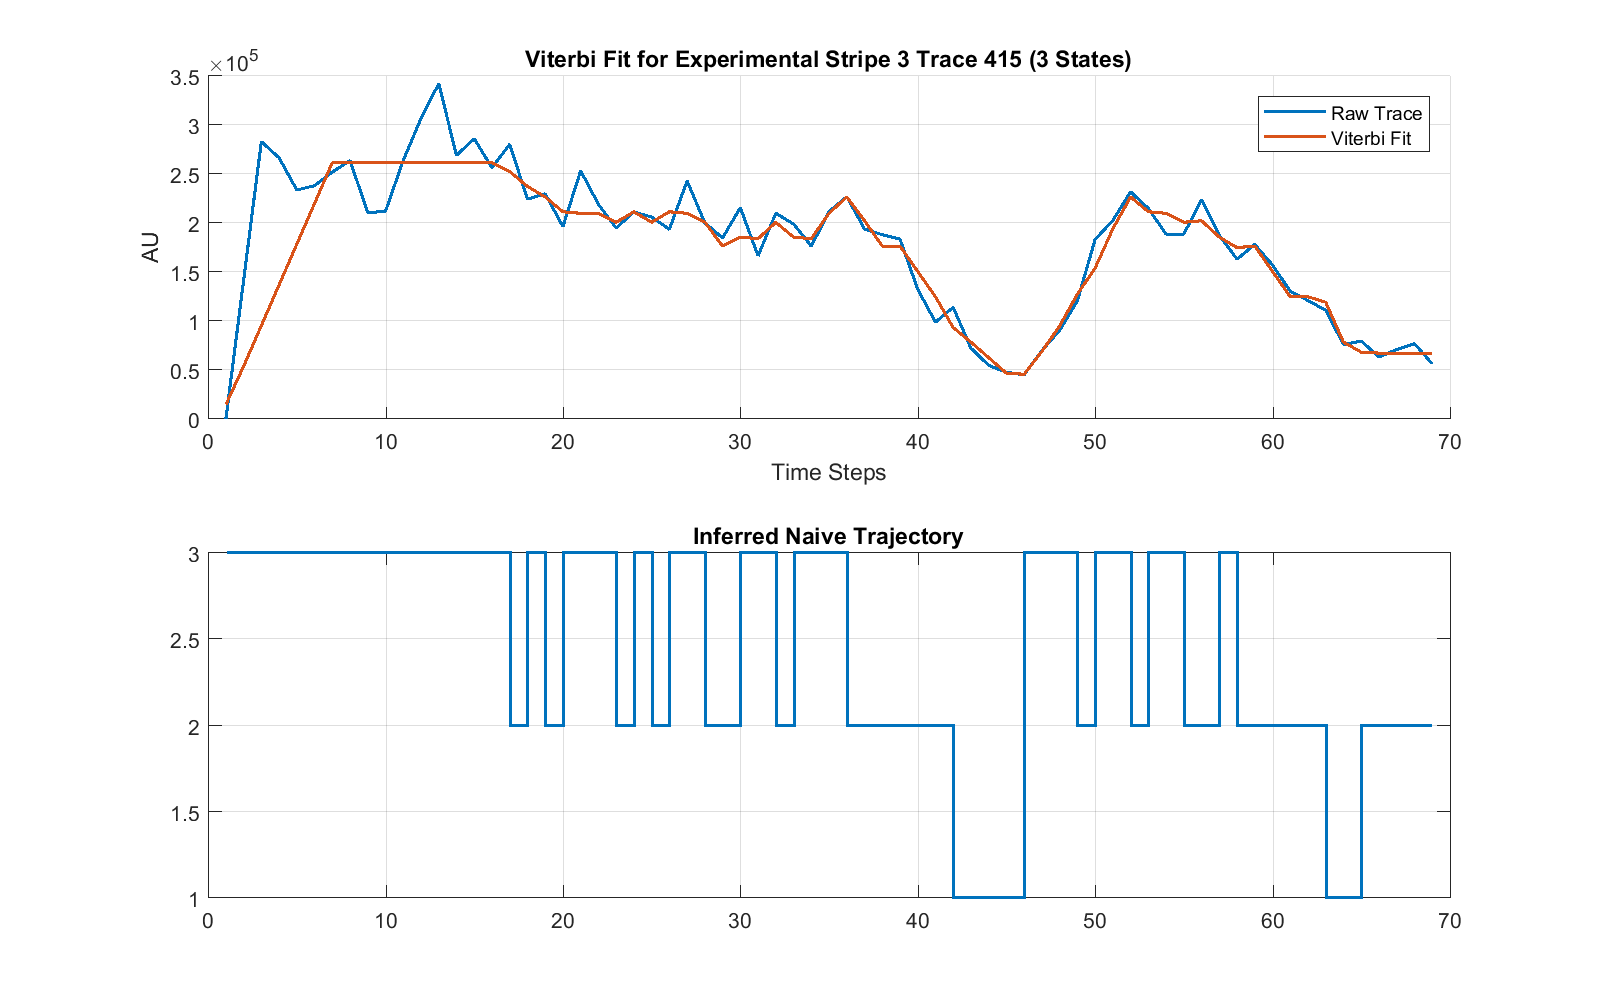 Viterbi Fit for Experimental Stripe 3 Trace 415 (3 States)
×10^5
3.5
3
2.5
2
1.5
1
0.5
0
AU
Raw Trace
Viterbi Fit
0 10 20 30 40 50 60 70
Time Steps
Inferred Naive Trajectory
3
2.5
2
1.5
1
0 10 20 30 40 50 60 70